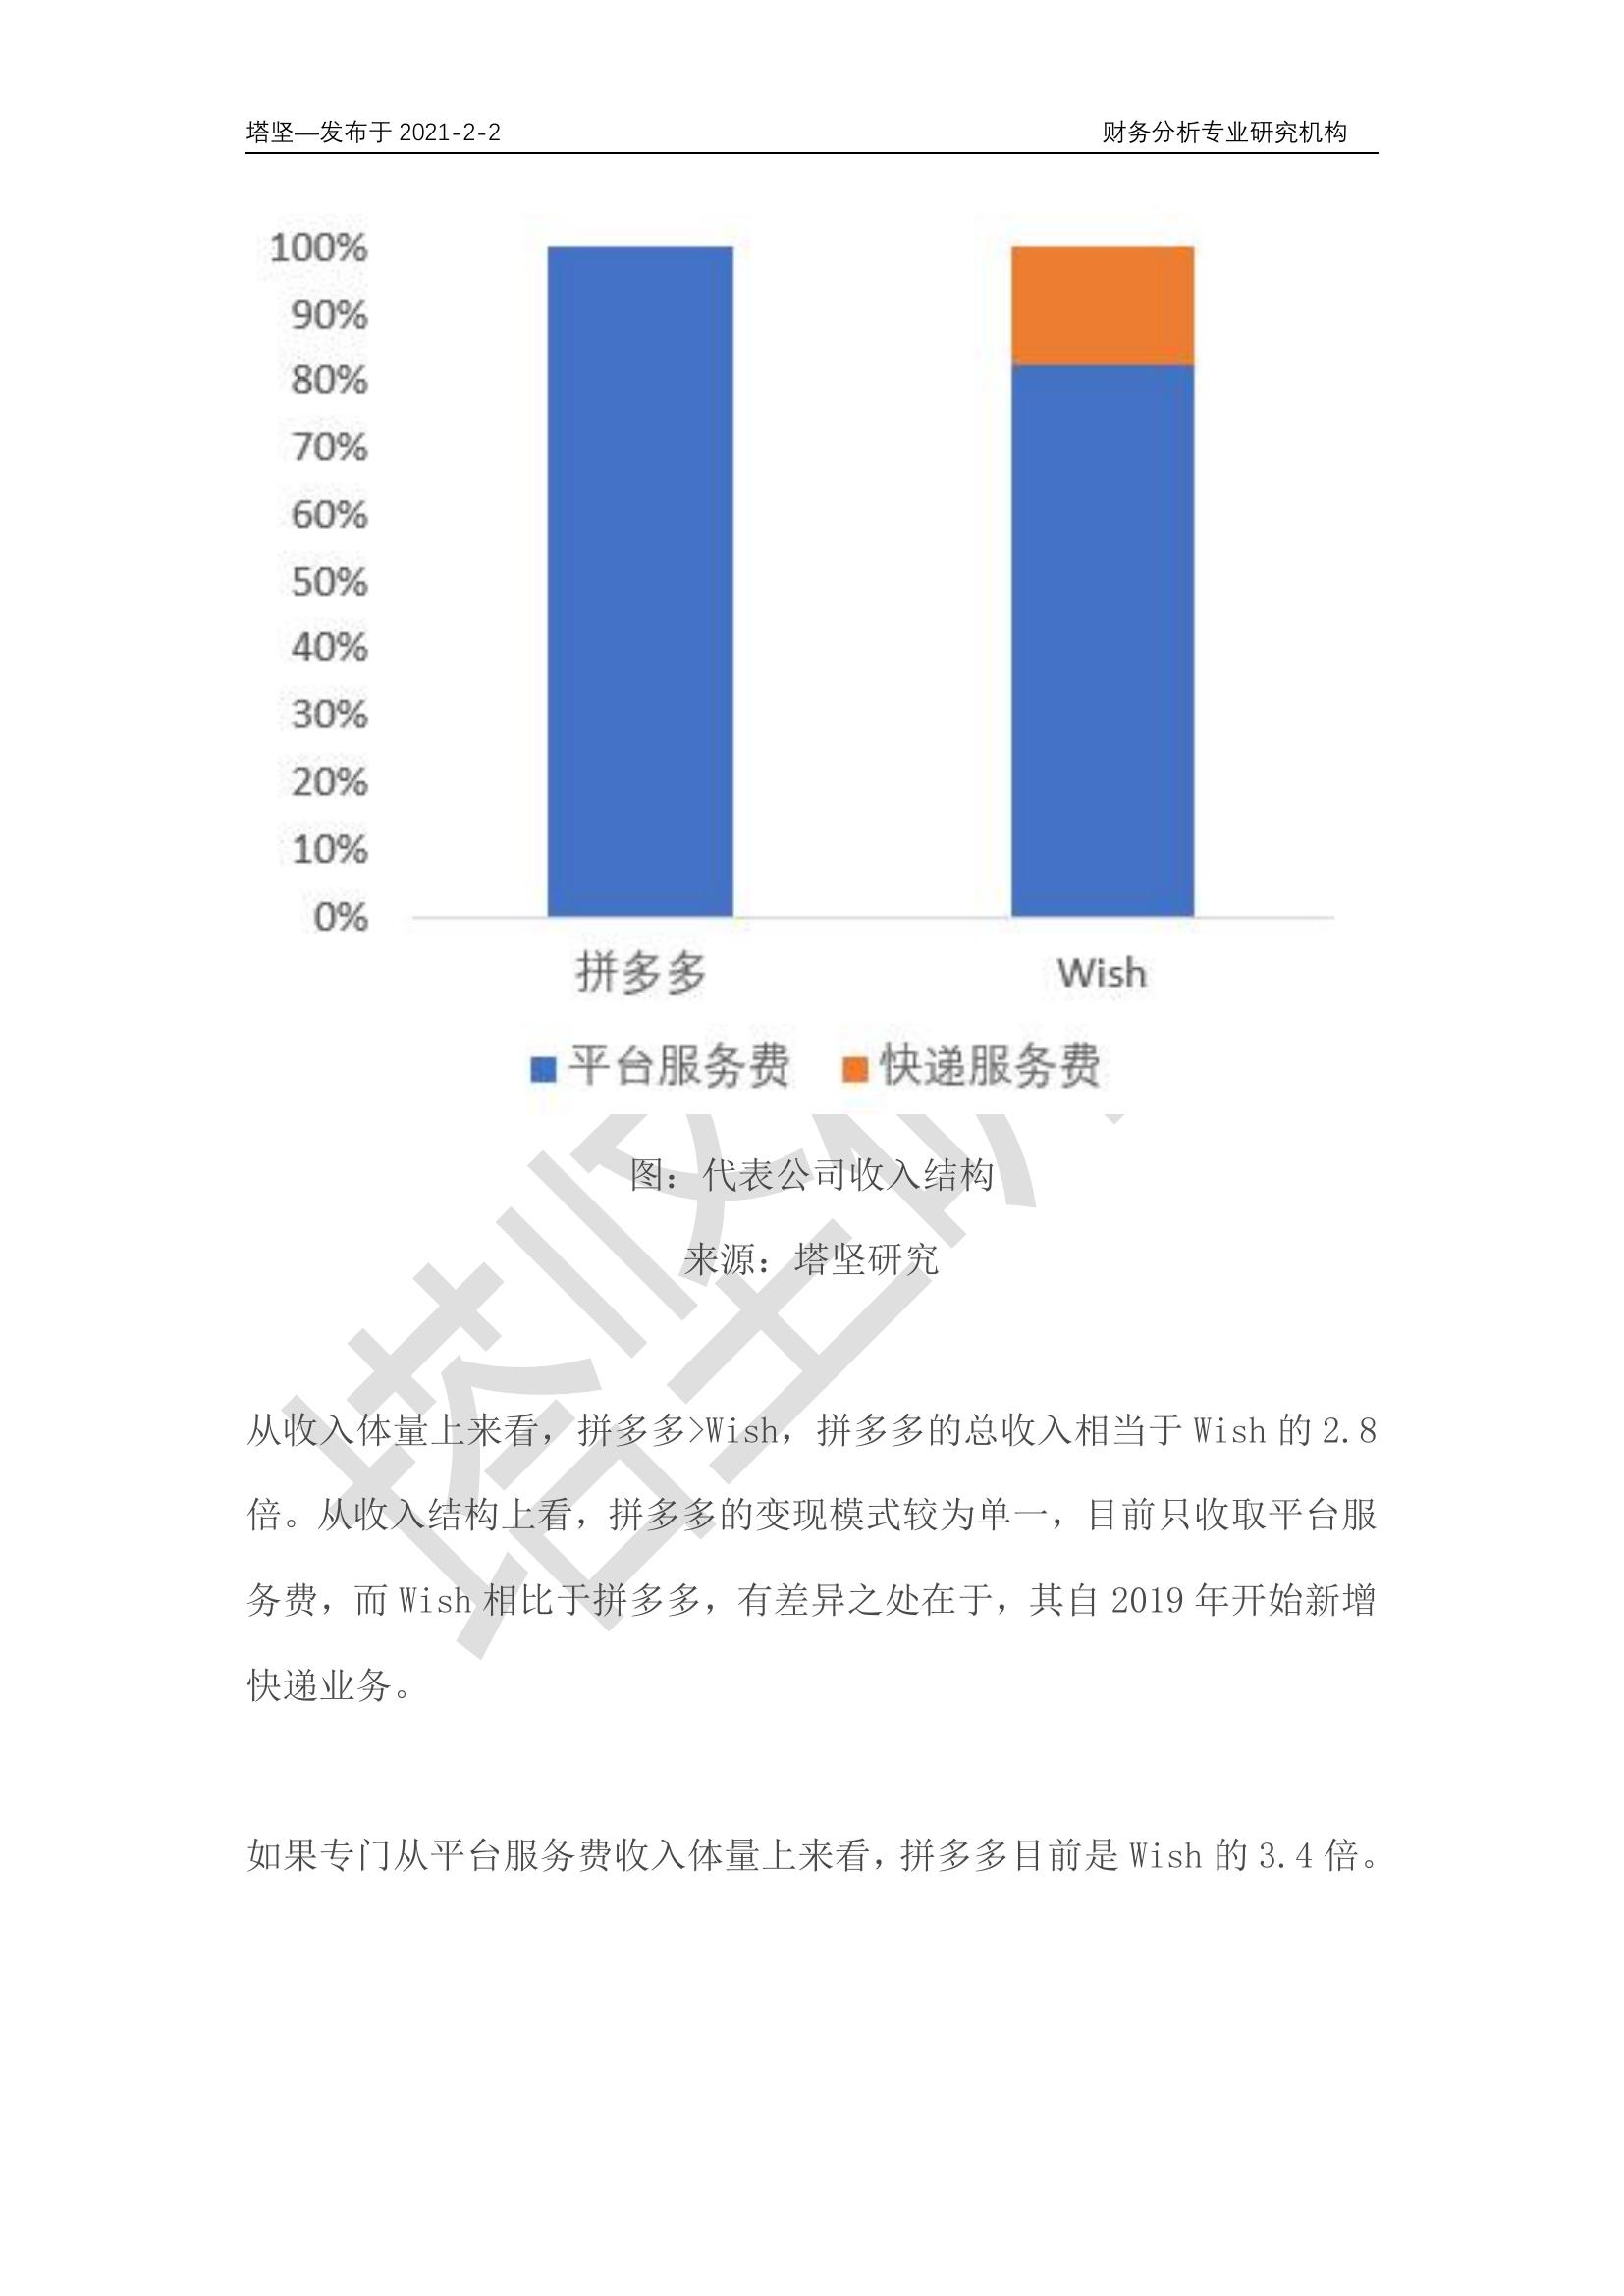 塔坚—发布于 2021-2-2 财务分析专业研究机构
100%
90%
80%
70%
60%
50%
40%
30%
20%
10%
0%
拼多多 Wish
平台服务费 快递服务费
图：代表公司收入结构
来源：塔坚研究
从收入体量上来看，拼多多>Wish，拼多多的总收入相当于 Wish 的 2.8
倍。从收入结构上看，拼多多的变现模式较为单一，目前只收取平台服
务费，而 Wish 相比于拼多多，有差异之处在于，其自 2019 年开始新增
快递业务。
如果专门从平台服务费收入体量上来看，拼多多目前是 Wish 的 3.4 倍。
塔坚